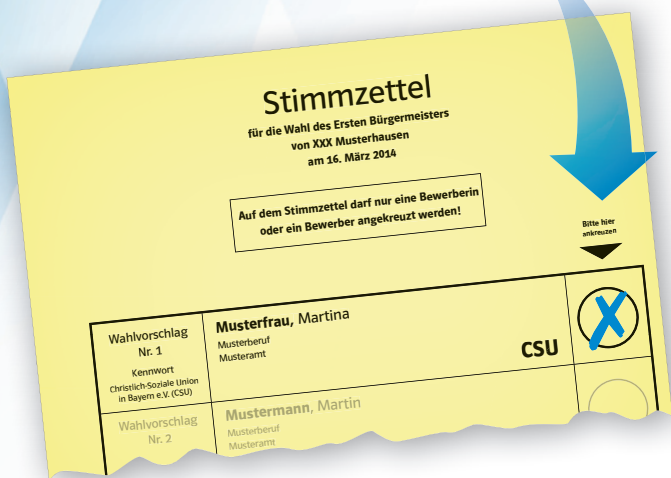 Stimmzettel
für die Wahl des Ersten Bürgermeisters
von XXX Musterhausen
am 16. März 2014
Auf dem Stimmzettel darf nur eine Bewerberin
oder ein Bewerber angekreuzt werden!
Bitte hier
ankreuzen
Wahlvorschlag
Nr. 1
Kennwort
Christlich-Soziale Union
in Bayern e.V. (CSU)
Musterfrau, Martina
Musterberuf
Musteramt
CSU
Wahlvorschlag
Nr. 2
Mustermann, Martin
Musterberuf
Musteramt